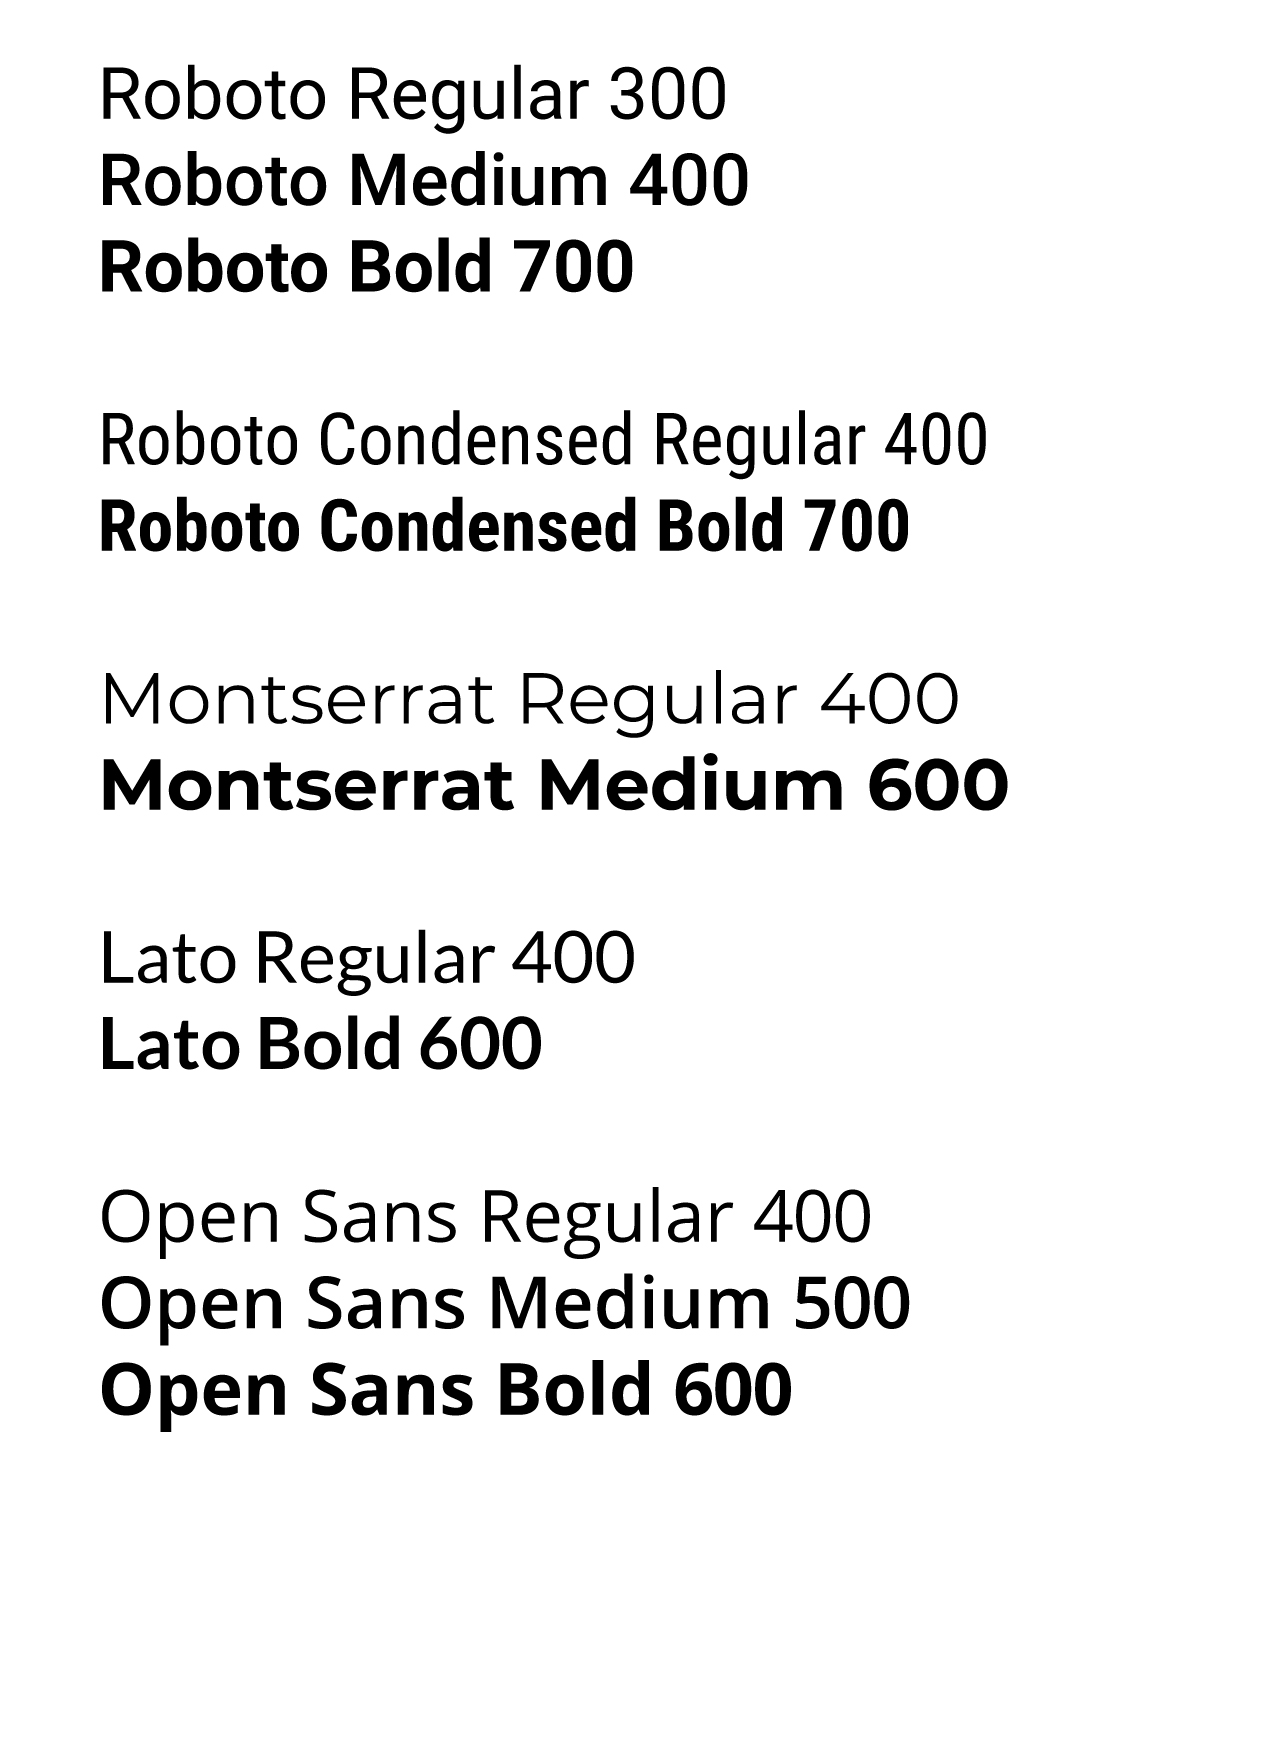 Roboto Regular 300
Roboto Medium 400
Roboto Bold 700
Roboto Condensed Regular 400
Roboto Condensed Bold 700
Montserrat Regular 400
Montserrat Medium 600
Lato Regular 400
Lato Bold 600
Open Sans Regular 400
Open Sans Medium 500
Open Sans Bold 600